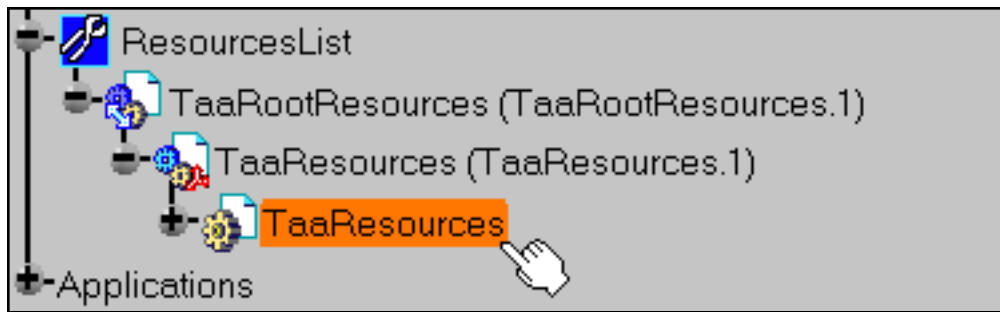 ResourcesList
TaaRootResources (TaaRootResources.1)
TaaResources (TaaResources.1)
TaaResources
Applications